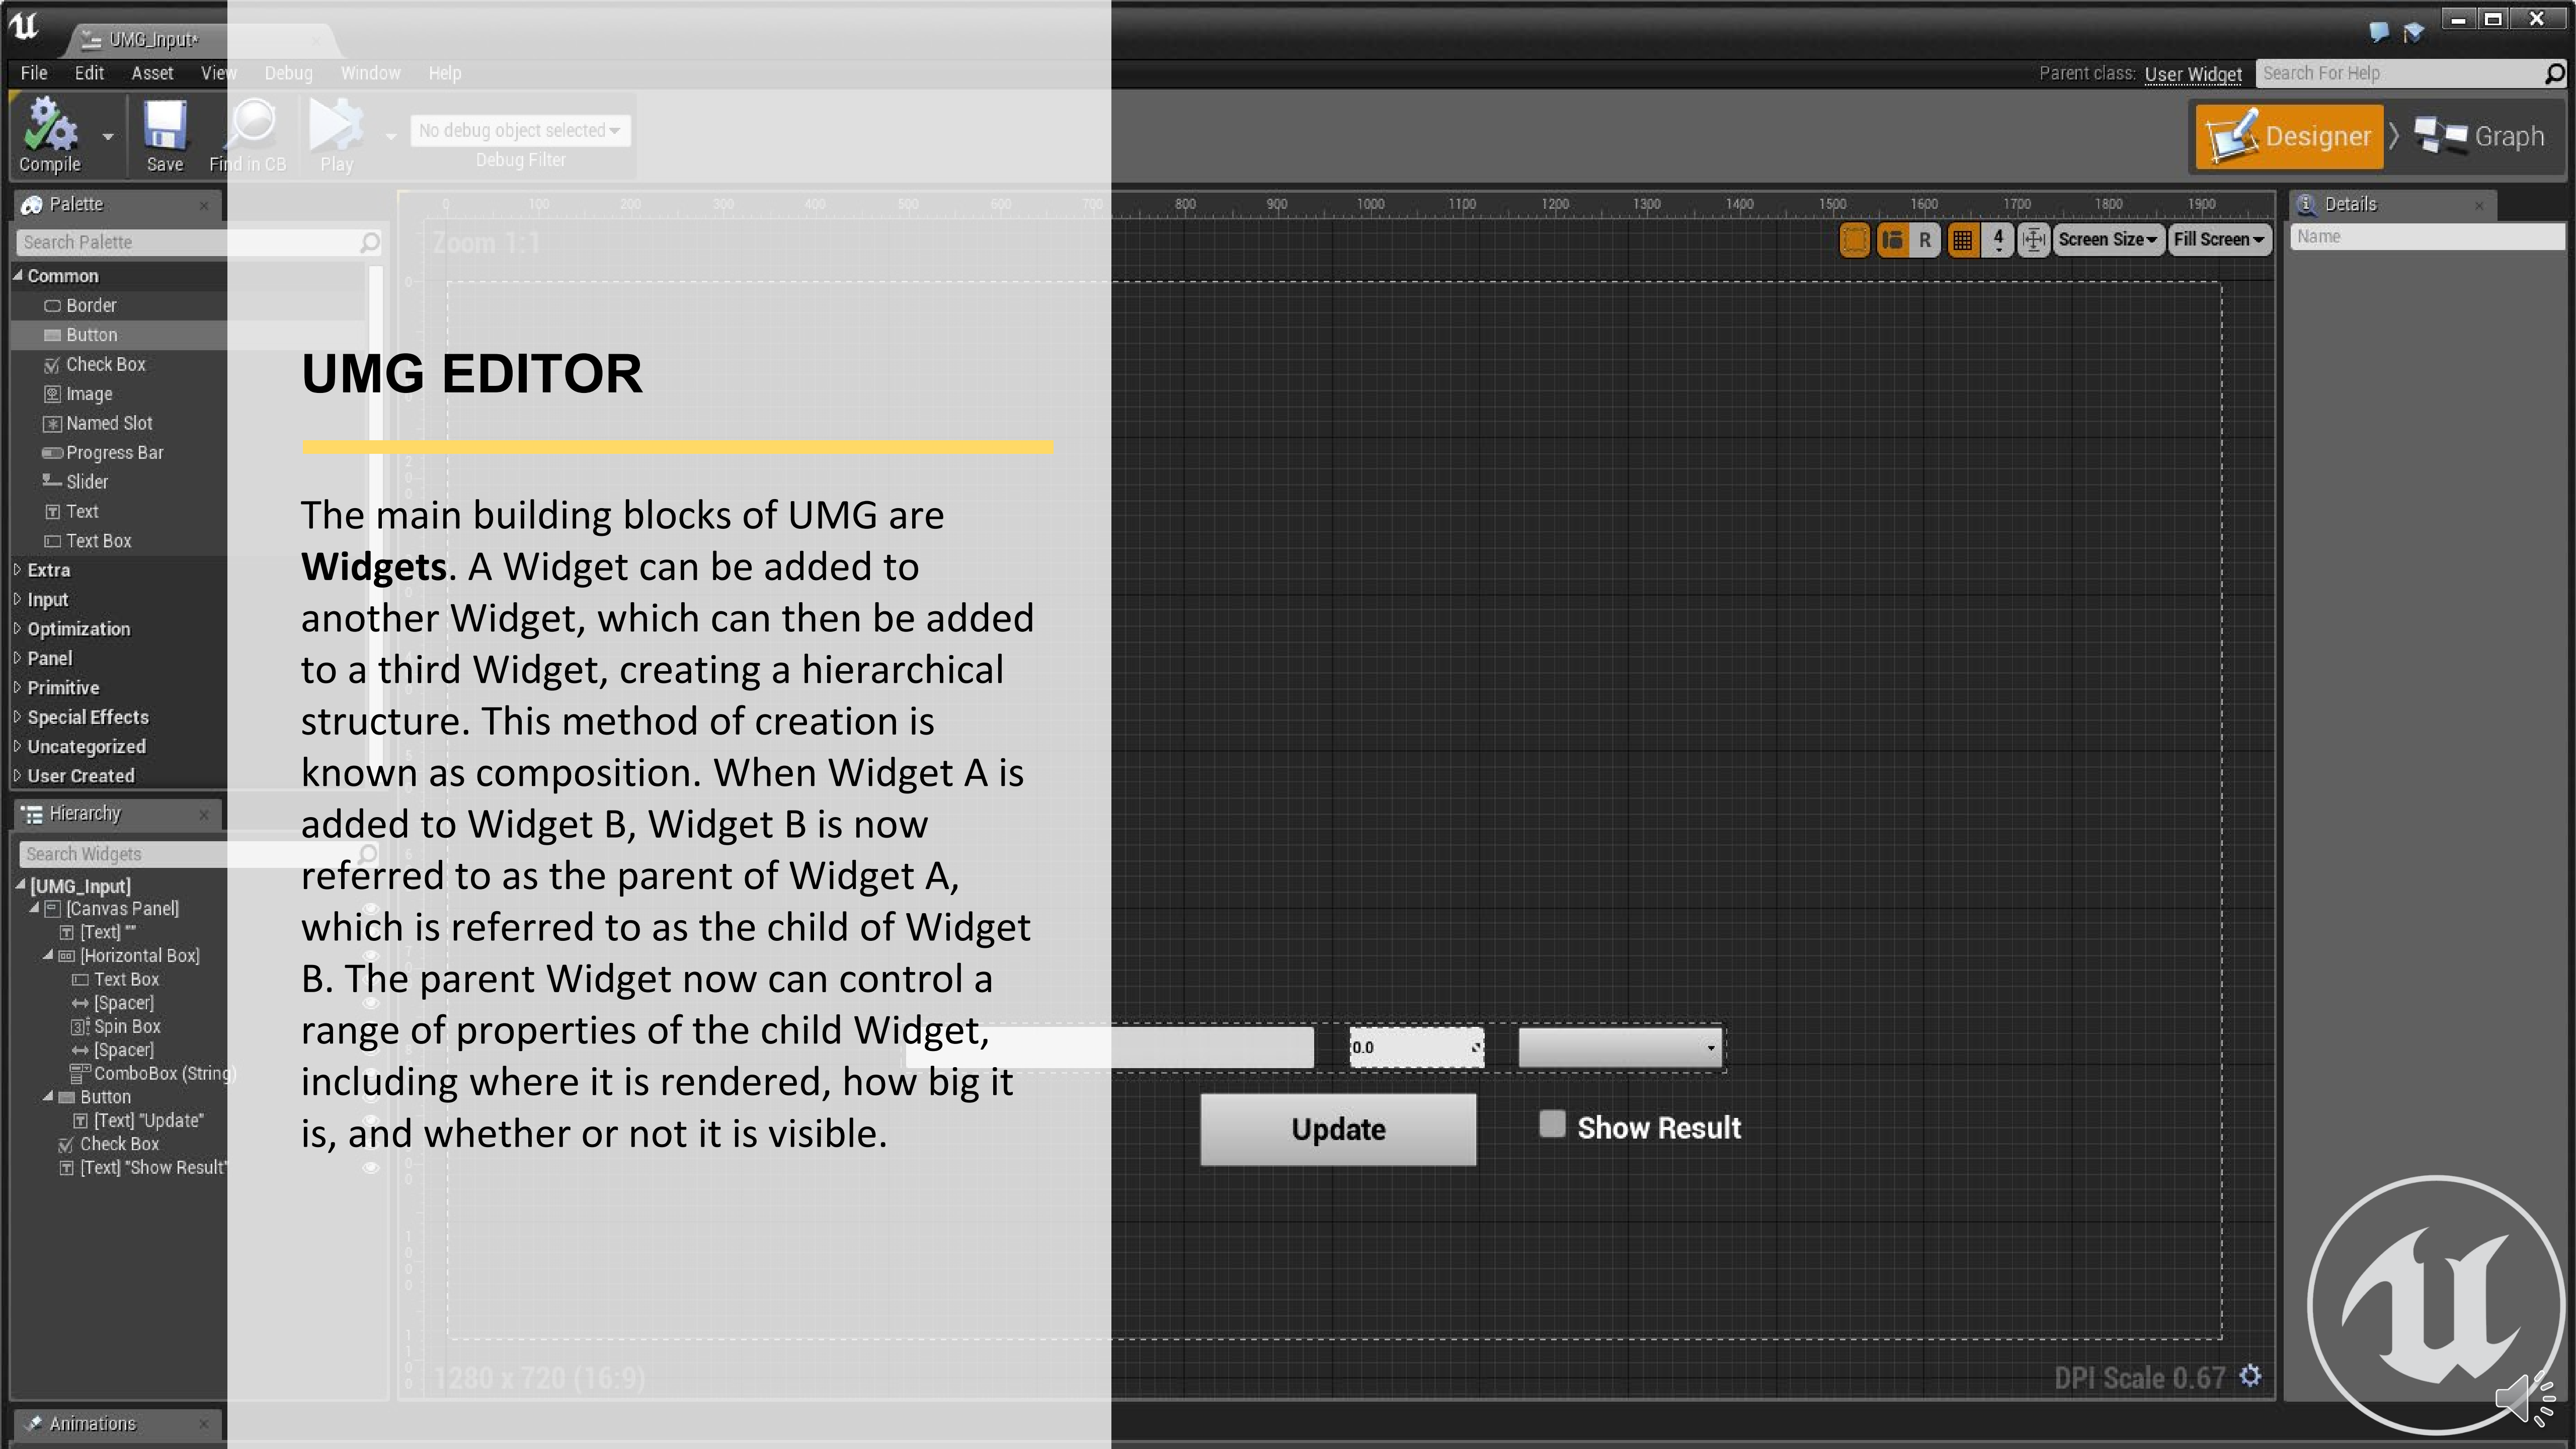 UMG_Input*
File Edit Asset View Debug Window Help
Parent class: User Widget Search For Help
Compile Save Find in CB Play No debug object selected
Debug Filter
Designer Graph
Palette
Search Palette
Common
Border
Button
Check Box
Image
Named Slot
Progress Bar
Slider
Text
Text Box
Extra
Input
Optimization
Panel
Primitive
Special Effects
Uncategorized
User Created
Hierarchy
Search Widgets
[UMG_Input]
[Canvas Panel]
[Text] ""
[Horizontal Box]
Text Box
[Spacer]
Spin Box
[Spacer]
ComboBox (String)
Button
[Text] "Update"
Check Box
[Text] "Show Result"
Animations
UMG EDITOR
The main building blocks of UMG are
Widgets. A Widget can be added to
another Widget, which can then be added
to a third Widget, creating a hierarchical
structure. This method of creation is
known as composition. When Widget A is
added to Widget B, Widget B is now
referred to as the parent of Widget A,
which is referred to as the child of Widget
B. The parent Widget now can control a
range of properties of the child Widget,
including where it is rendered, how big it
is, and whether or not it is visible.
0 100 200 300 400 500 600 700 800 900 1000 1100 1200 1300 1400 1500 1600 1700 1800 1900
Zoom 1:1
R 4 Screen Size Fill Screen
0.0
Update
Show Result
1280 x 720 (16:9)
DPI Scale 0.67
Details
Name